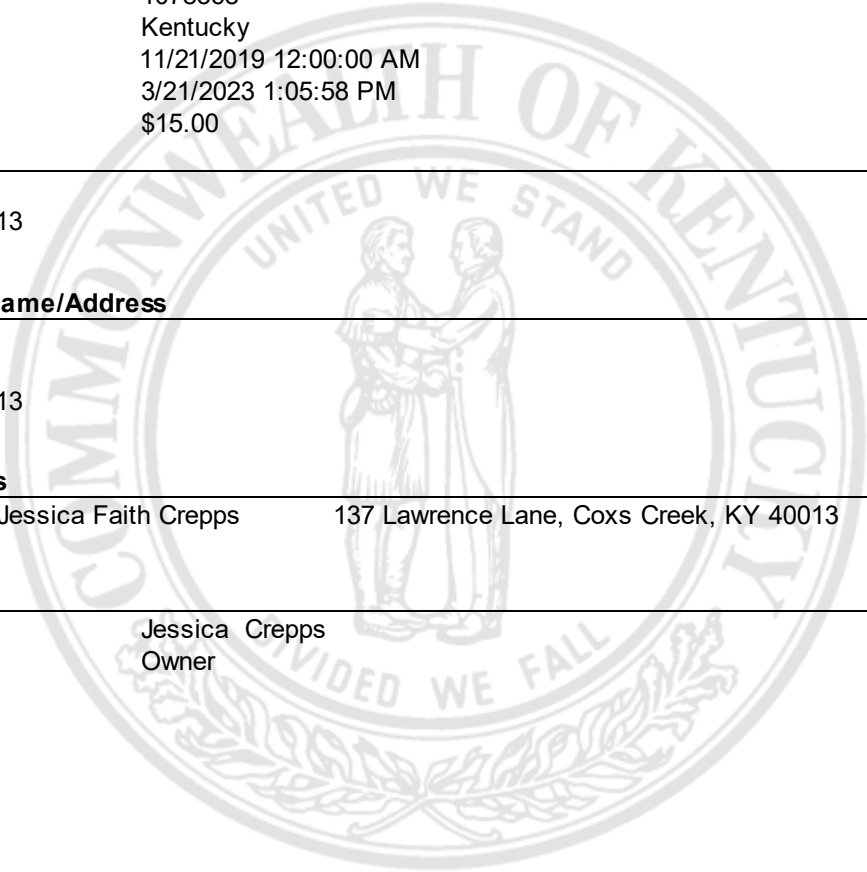 Kentucky
11/21/2019 12:00:00 AM
3/21/2023 1:05:58 PM
$15.00
13
ame/Address
13
s
Jessica Faith Crepps 137 Lawrence Lane, Coxs Creek, KY 40013
Jessica Crepps
Owner
COMMONWEALTH OF KENTUCKY
UNITED WE STAND
DIVIDED WE FALL